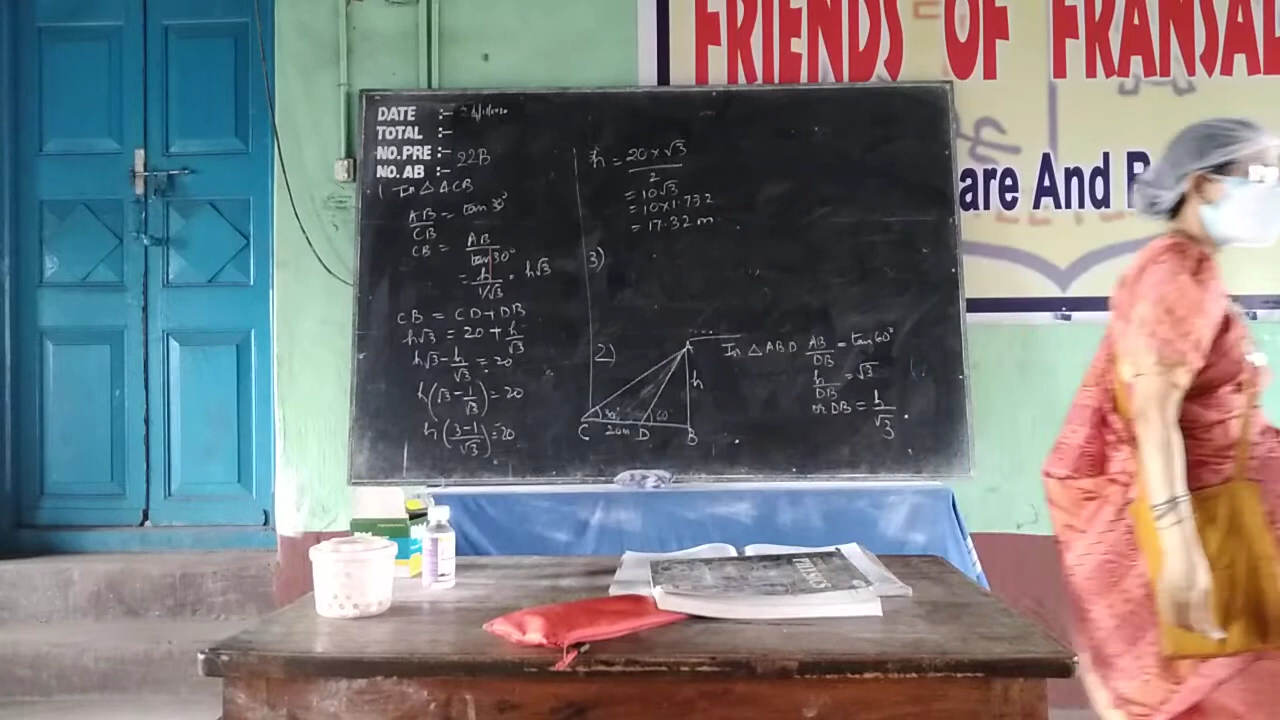 FRIENDS OF FRANSAL
are And
DATE :-
TOTAL :-
NO. PRE :-
NO. AB :-
22B
1 In △ ACB
AB/CB = tan 30°
CB = AB/tan 30°
= h/1/√3 = h√3
CB = CD + DB
h√3 = 20 + h/√3
h√3 - h/√3 = 20
h(√3 - 1/√3) = 20
h(3-1/√3) = 20
h = 20×√3/2
= 10√3
= 10×1.732
= 17.32 m
3)
2)
h
30° 60°
C 20m D B
In △ ABD AB/DB = tan 60°
h/DB = √3
or DB = h/√3
PHYSICS